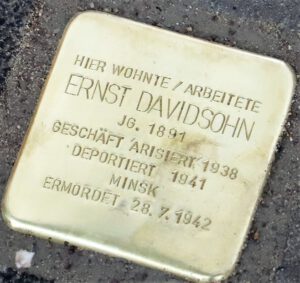 HIER WOHNTE / ARBEITETE
ERNST DAVIDSOHN
JG. 1891
GESCHÄFT ARISIERT 1938
DEPORTIERT 1941
MINSK
ERMORDET 28.7.1942